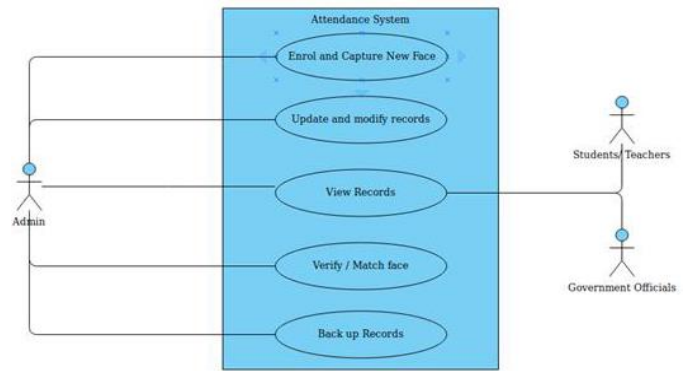 Attendance System
Enrol and Capture New Face
Update and modify records
Students/ Teachers
View Records
Admin
Verify / Match face
Government Officials
Back up Records